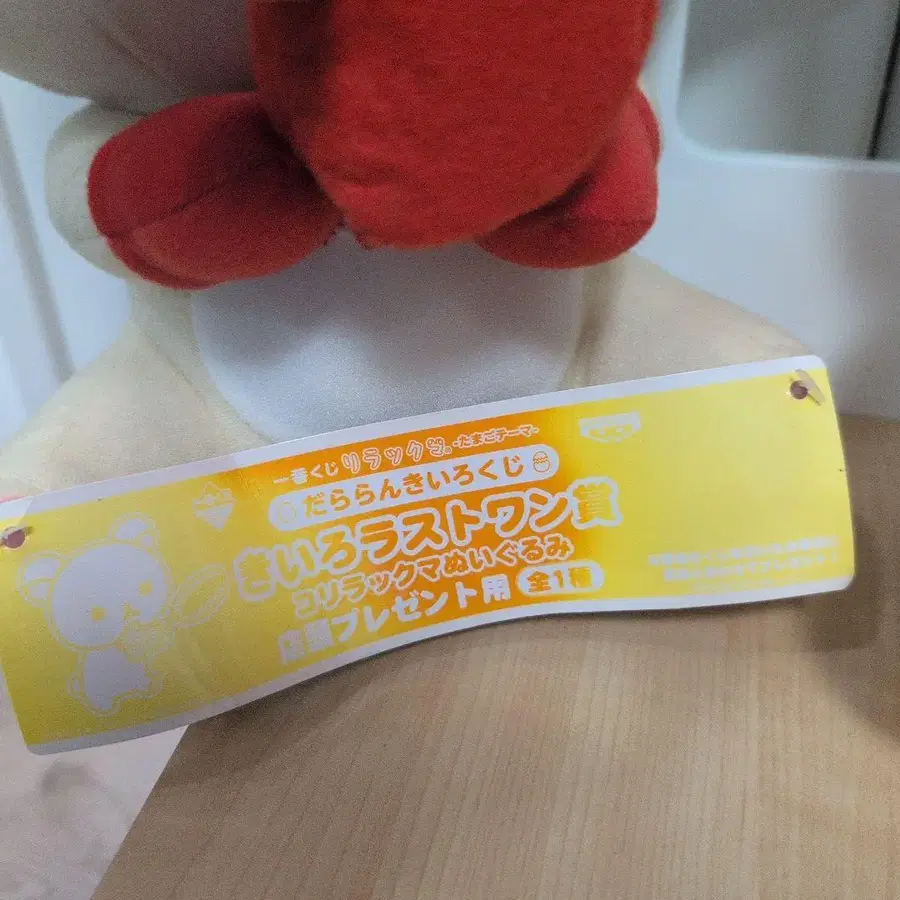 一番くじ リラックマ -たまごテーマ-
だららんきいろくじ
きいろラストワン賞
コリラックマぬいぐるみ
店頭プレゼント用 全1種